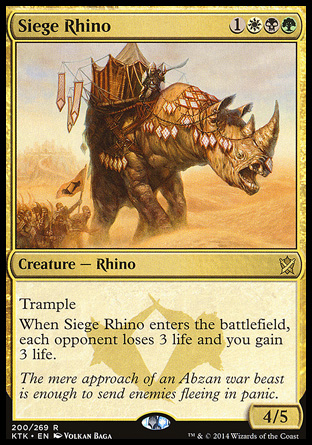 Siege Rhino 1
Creature — Rhino
Trample
When Siege Rhino enters the battlefield,
each opponent loses 3 life and you gain
3 life.
The mere approach of an Abzan war beast
is enough to send enemies fleeing in panic.
4/5
200/269 R
KTK • EN Volkan Baga
™ & © 2014 Wizards of the Coast